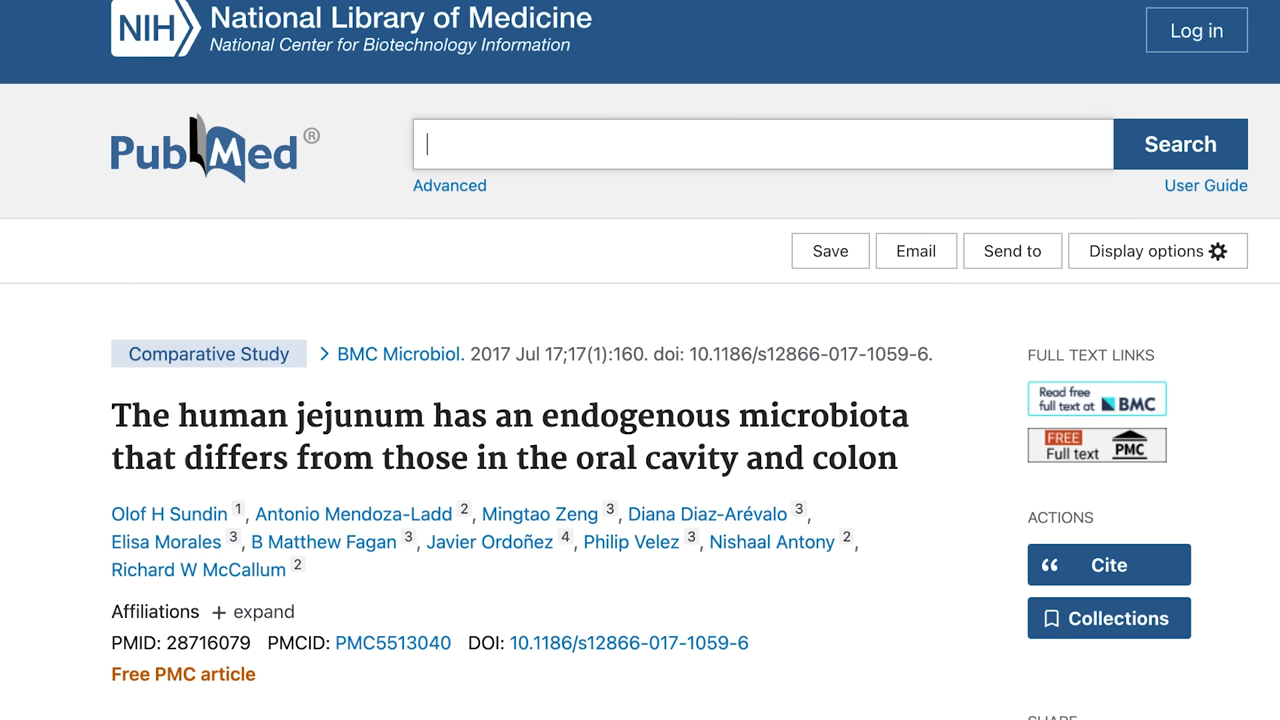 NIH National Library of Medicine
National Center for Biotechnology Information
Log in
PubMed®
Search
Advanced
User Guide
Save
Email
Send to
Display options
Comparative Study
BMC Microbiol. 2017 Jul 17;17(1):160. doi: 10.1186/s12866-017-1059-6.
The human jejunum has an endogenous microbiota
that differs from those in the oral cavity and colon
Olof H Sundin 1, Antonio Mendoza-Ladd 2, Mingtao Zeng 3, Diana Diaz-Arévalo 3,
Elisa Morales 3, B Matthew Fagan 3, Javier Ordoñez 4, Philip Velez 3, Nishaal Antony 2,
Richard W McCallum 2
Affiliations + expand
PMID: 28716079 PMCID: PMC5513040 DOI: 10.1186/s12866-017-1059-6
Free PMC article
FULL TEXT LINKS
Read free
full text at BMC
FREE
Full text PMC
ACTIONS
Cite
Collections
SHARE